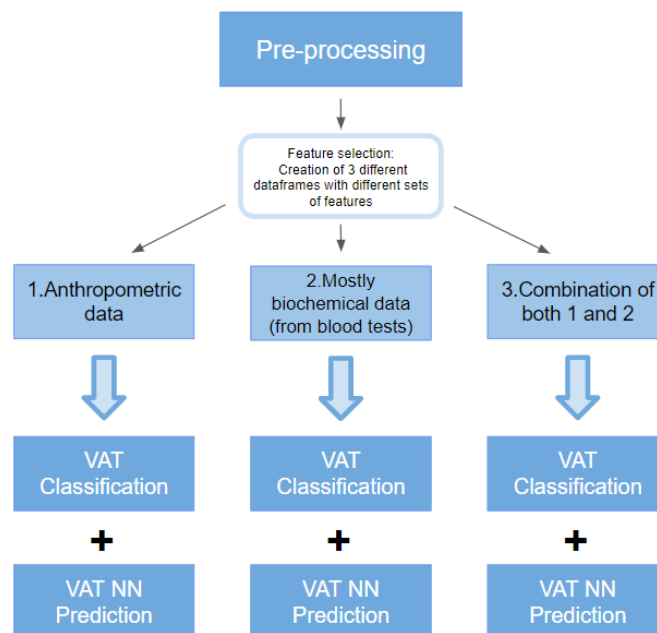 Pre-processing
Feature selection:
Creation of 3 different
dataframes with different sets
of features
1.Anthropometric
data
2.Mostly
biochemical data
(from blood tests)
3.Combination of
both 1 and 2
VAT
Classification
VAT
Classification
VAT
Classification
+
+
+
VAT NN
Prediction
VAT NN
Prediction
VAT NN
Prediction